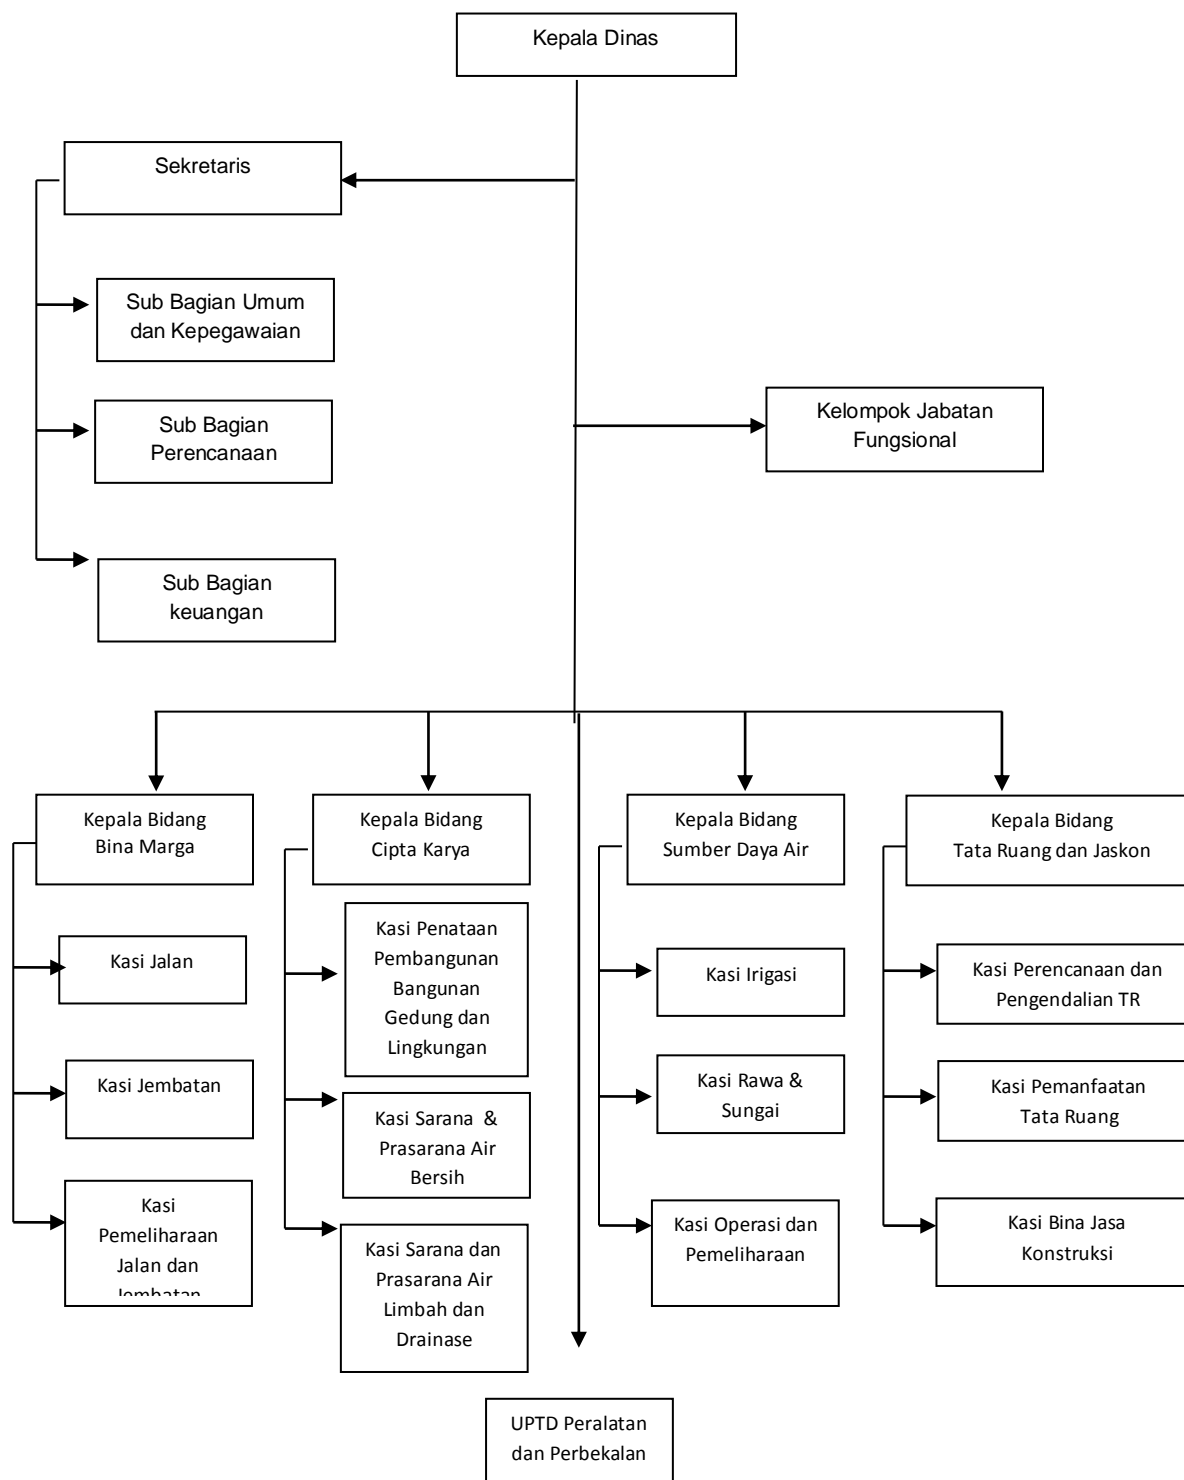 Kepala Dinas
Sekretaris
Sub Bagian Umum
dan Kepegawaian
Sub Bagian
Perencanaan
Sub Bagian
keuangan
Kelompok Jabatan
Fungsional
Kepala Bidang
Bina Marga
Kasi Jalan
Kasi Jembatan
Kasi
Pemeliharaan
Jalan dan
Jembatan
Kepala Bidang
Cipta Karya
Kasi Penataan
Pembangunan
Bangunan
Gedung dan
Lingkungan
Kasi Sarana &
Prasarana Air
Bersih
Kasi Sarana dan
Prasarana Air
Limbah dan
Drainase
Kepala Bidang
Sumber Daya Air
Kasi Irigasi
Kasi Rawa &
Sungai
Kasi Operasi dan
Pemeliharaan
Kepala Bidang
Tata Ruang dan Jaskon
Kasi Perencanaan dan
Pengendalian TR
Kasi Pemanfaatan
Tata Ruang
Kasi Bina Jasa
Konstruksi
UPTD Peralatan
dan Perbekalan